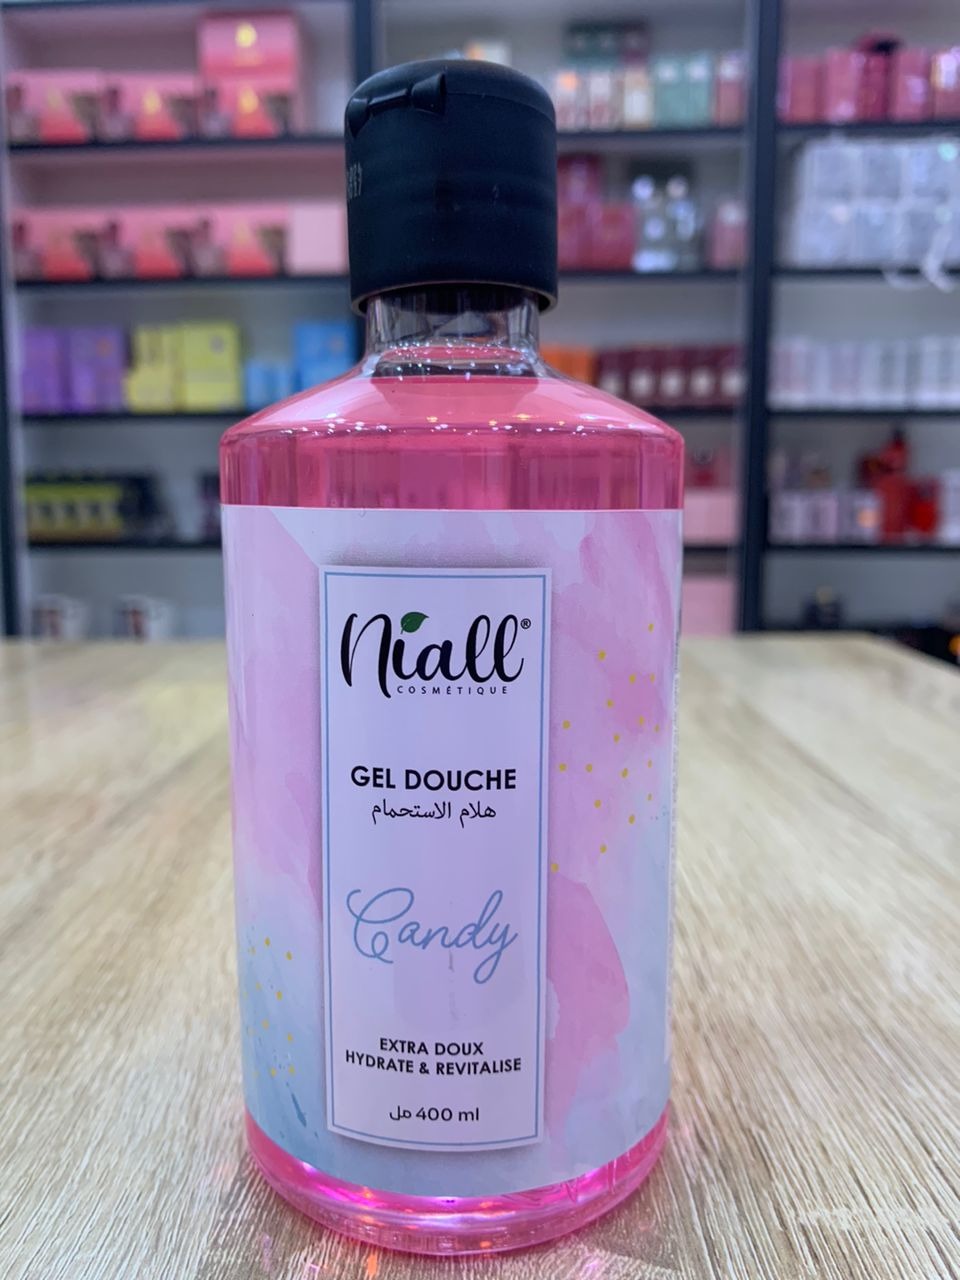 Niall®
COSMÉTIQUE
GEL DOUCHE
هلام الاستحمام
Candy
EXTRA DOUX
HYDRATE & REVITALISE
400 ml مل